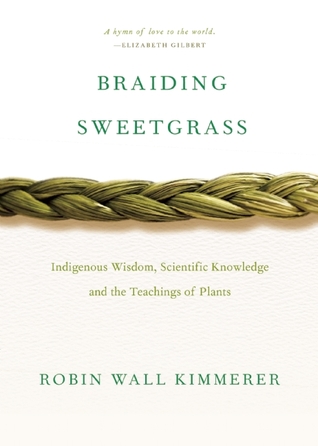 A hymn of love to the world.
—ELIZABETH GILBERT
BRAIDING
SWEETGRASS
Indigenous Wisdom, Scientific Knowledge
and the Teachings of Plants
ROBIN WALL KIMMERER